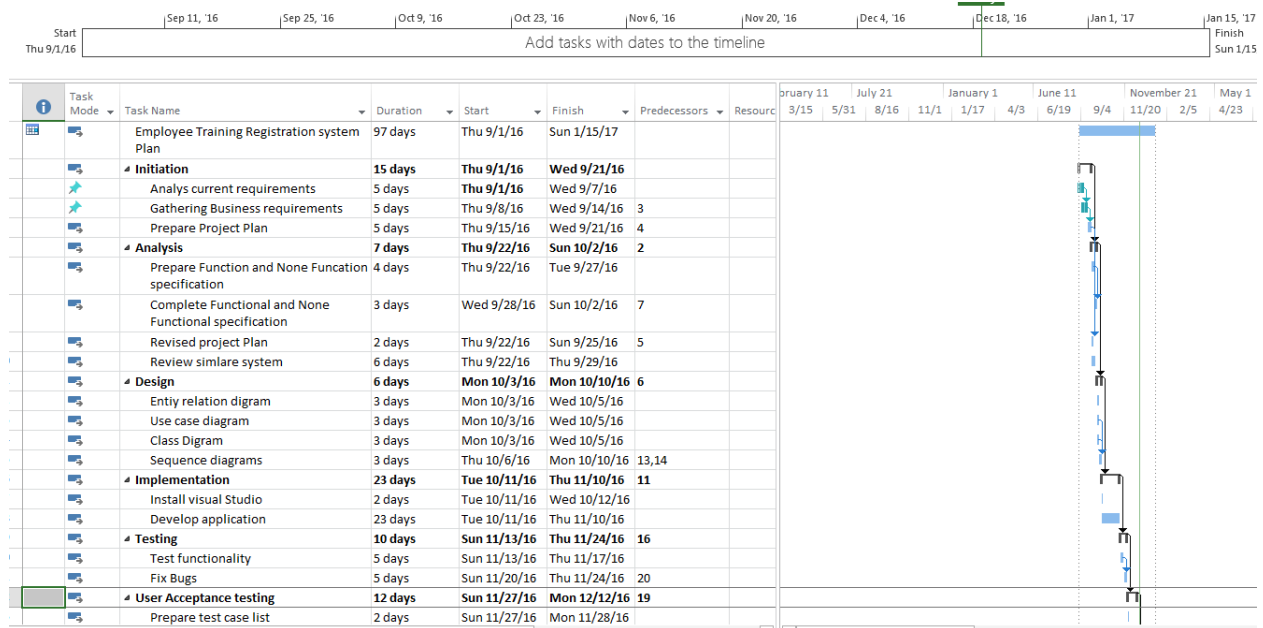 Sep 11, '16 Sep 25, '16 Oct 9, '16 Oct 23, '16 Nov 6, '16 Nov 20, '16 Dec 4, '16 Dec 18, '16 Jan 1, '17 Jan 15, '17
Start Finish
Thu 9/1/16 Add tasks with dates to the timeline Sun 1/15
Task Mode Task Name Duration Start Finish Predecessors Resourc
bruary 11 July 21 January 1 June 11 November 21 May 1
3/15 5/31 8/16 11/1 1/17 4/3 6/19 9/4 11/20 2/5 4/23
Employee Training Registration system 97 days Thu 9/1/16 Sun 1/15/17
Plan
Initiation 15 days Thu 9/1/16 Wed 9/21/16
Analys current requirements 5 days Thu 9/1/16 Wed 9/7/16
Gathering Business requirements 5 days Thu 9/8/16 Wed 9/14/16 3
Prepare Project Plan 5 days Thu 9/15/16 Wed 9/21/16 4
Analysis 7 days Thu 9/22/16 Sun 10/2/16 2
Prepare Function and None Funcation 4 days Thu 9/22/16 Tue 9/27/16
specification
Complete Functional and None 3 days Wed 9/28/16 Sun 10/2/16 7
Functional specification
Revised project Plan 2 days Thu 9/22/16 Sun 9/25/16 5
Review simlare system 6 days Thu 9/22/16 Thu 9/29/16
Design 6 days Mon 10/3/16 Mon 10/10/16 6
Entiy relation digram 3 days Mon 10/3/16 Wed 10/5/16
Use case diagram 3 days Mon 10/3/16 Wed 10/5/16
Class Digram 3 days Mon 10/3/16 Wed 10/5/16
Sequence diagrams 3 days Thu 10/6/16 Mon 10/10/16 13,14
Implementation 23 days Tue 10/11/16 Thu 11/10/16 11
Install visual Studio 2 days Tue 10/11/16 Wed 10/12/16
Develop application 23 days Tue 10/11/16 Thu 11/10/16
Testing 10 days Sun 11/13/16 Thu 11/24/16 16
Test functionality 5 days Sun 11/13/16 Thu 11/17/16
Fix Bugs 5 days Sun 11/20/16 Thu 11/24/16 20
User Acceptance testing 12 days Sun 11/27/16 Mon 12/12/16 19
Prepare test case list 2 days Sun 11/27/16 Mon 11/28/16